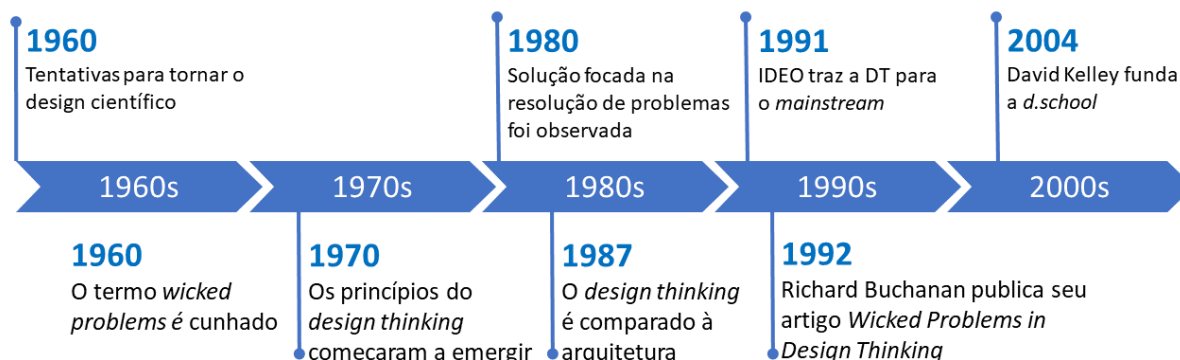 1960
Tentativas para tornar o
design científico
1980
Solução focada na
resolução de problemas
foi observada
1991
IDEO traz a DT para
o mainstream
2004
David Kelley funda
a d.school
1960s
1970s
1980s
1990s
2000s
1960
O termo wicked
problems é cunhado
1970
Os princípios do
design thinking
começaram a emergir
1987
O design thinking
é comparado à
arquitetura
1992
Richard Buchanan publica seu
artigo Wicked Problems in
Design Thinking